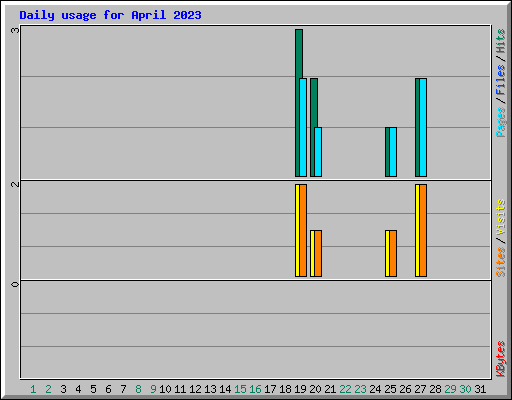 Daily usage for April 2023
3
2
0
Pages / Files / Hits
Sites / Visits
KBytes
1 2 3 4 5 6 7 8 9 10 11 12 13 14 15 16 17 18 19 20 21 22 23 24 25 26 27 28 29 30 31